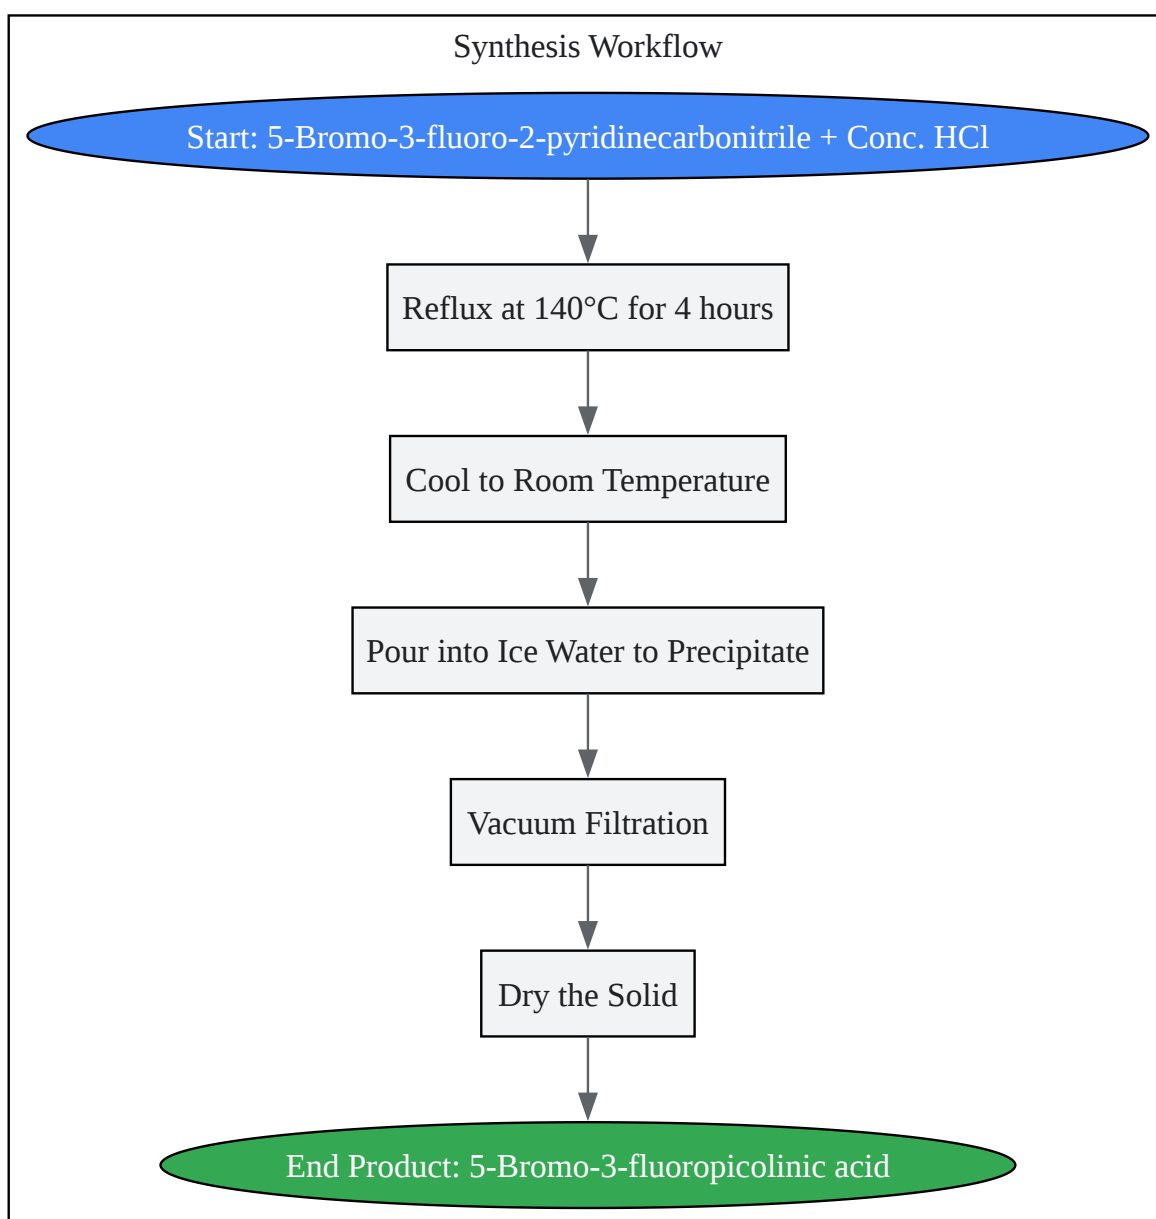 Synthesis Workflow
Start: 5-Bromo-3-fluoro-2-pyridinecarbonitrile + Conc. HCl
Reflux at 140°C for 4 hours
Cool to Room Temperature
Pour into Ice Water to Precipitate
Vacuum Filtration
Dry the Solid
End Product: 5-Bromo-3-fluoropicolinic acid